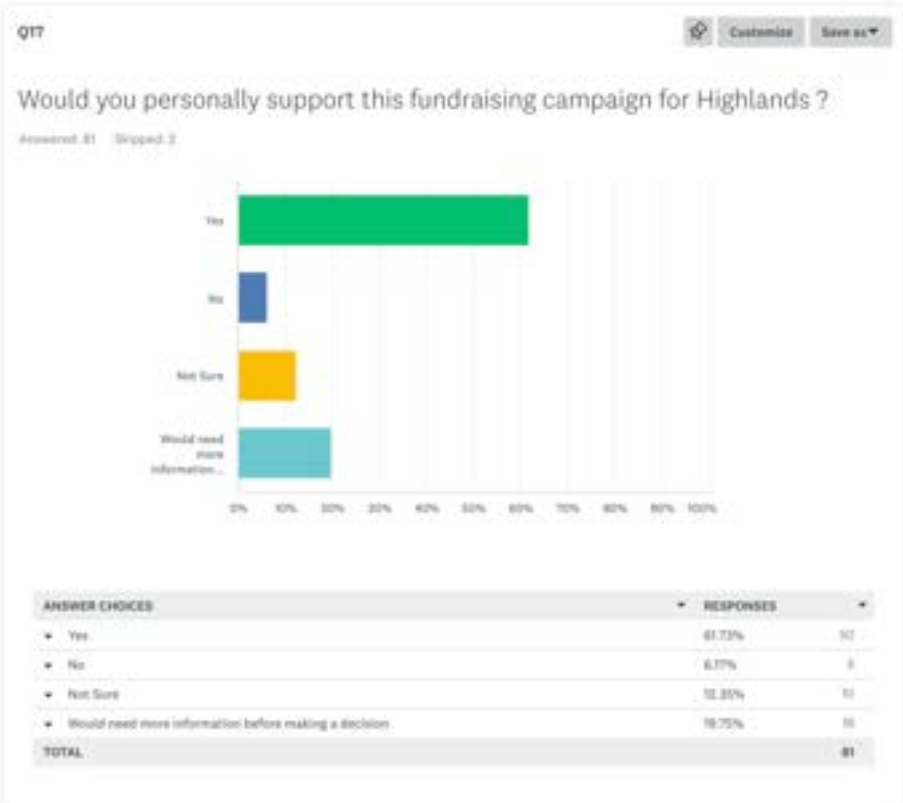 Q17
Customize
Save as
Would you personally support this fundraising campaign for Highlands ?
Answered: 81 Skipped: 2
Yes
No
Not Sure
Would need
more
information...
0% 10% 20% 30% 40% 50% 60% 70% 80% 90% 100%
ANSWER CHOICES RESPONSES
Yes 61.73%
No 6.17%
Not Sure 12.35%
Would need more information before making a decision 19.75%
TOTAL 81